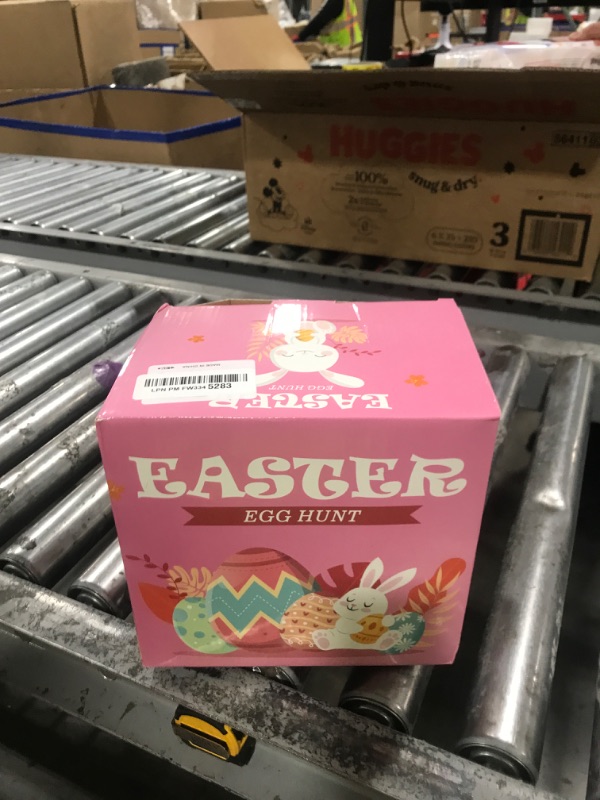 HUGGIES
100%
snug & dry
3
EGG HUNT
EASTER
LPN PM FW334 5283
EASTER
EGG HUNT